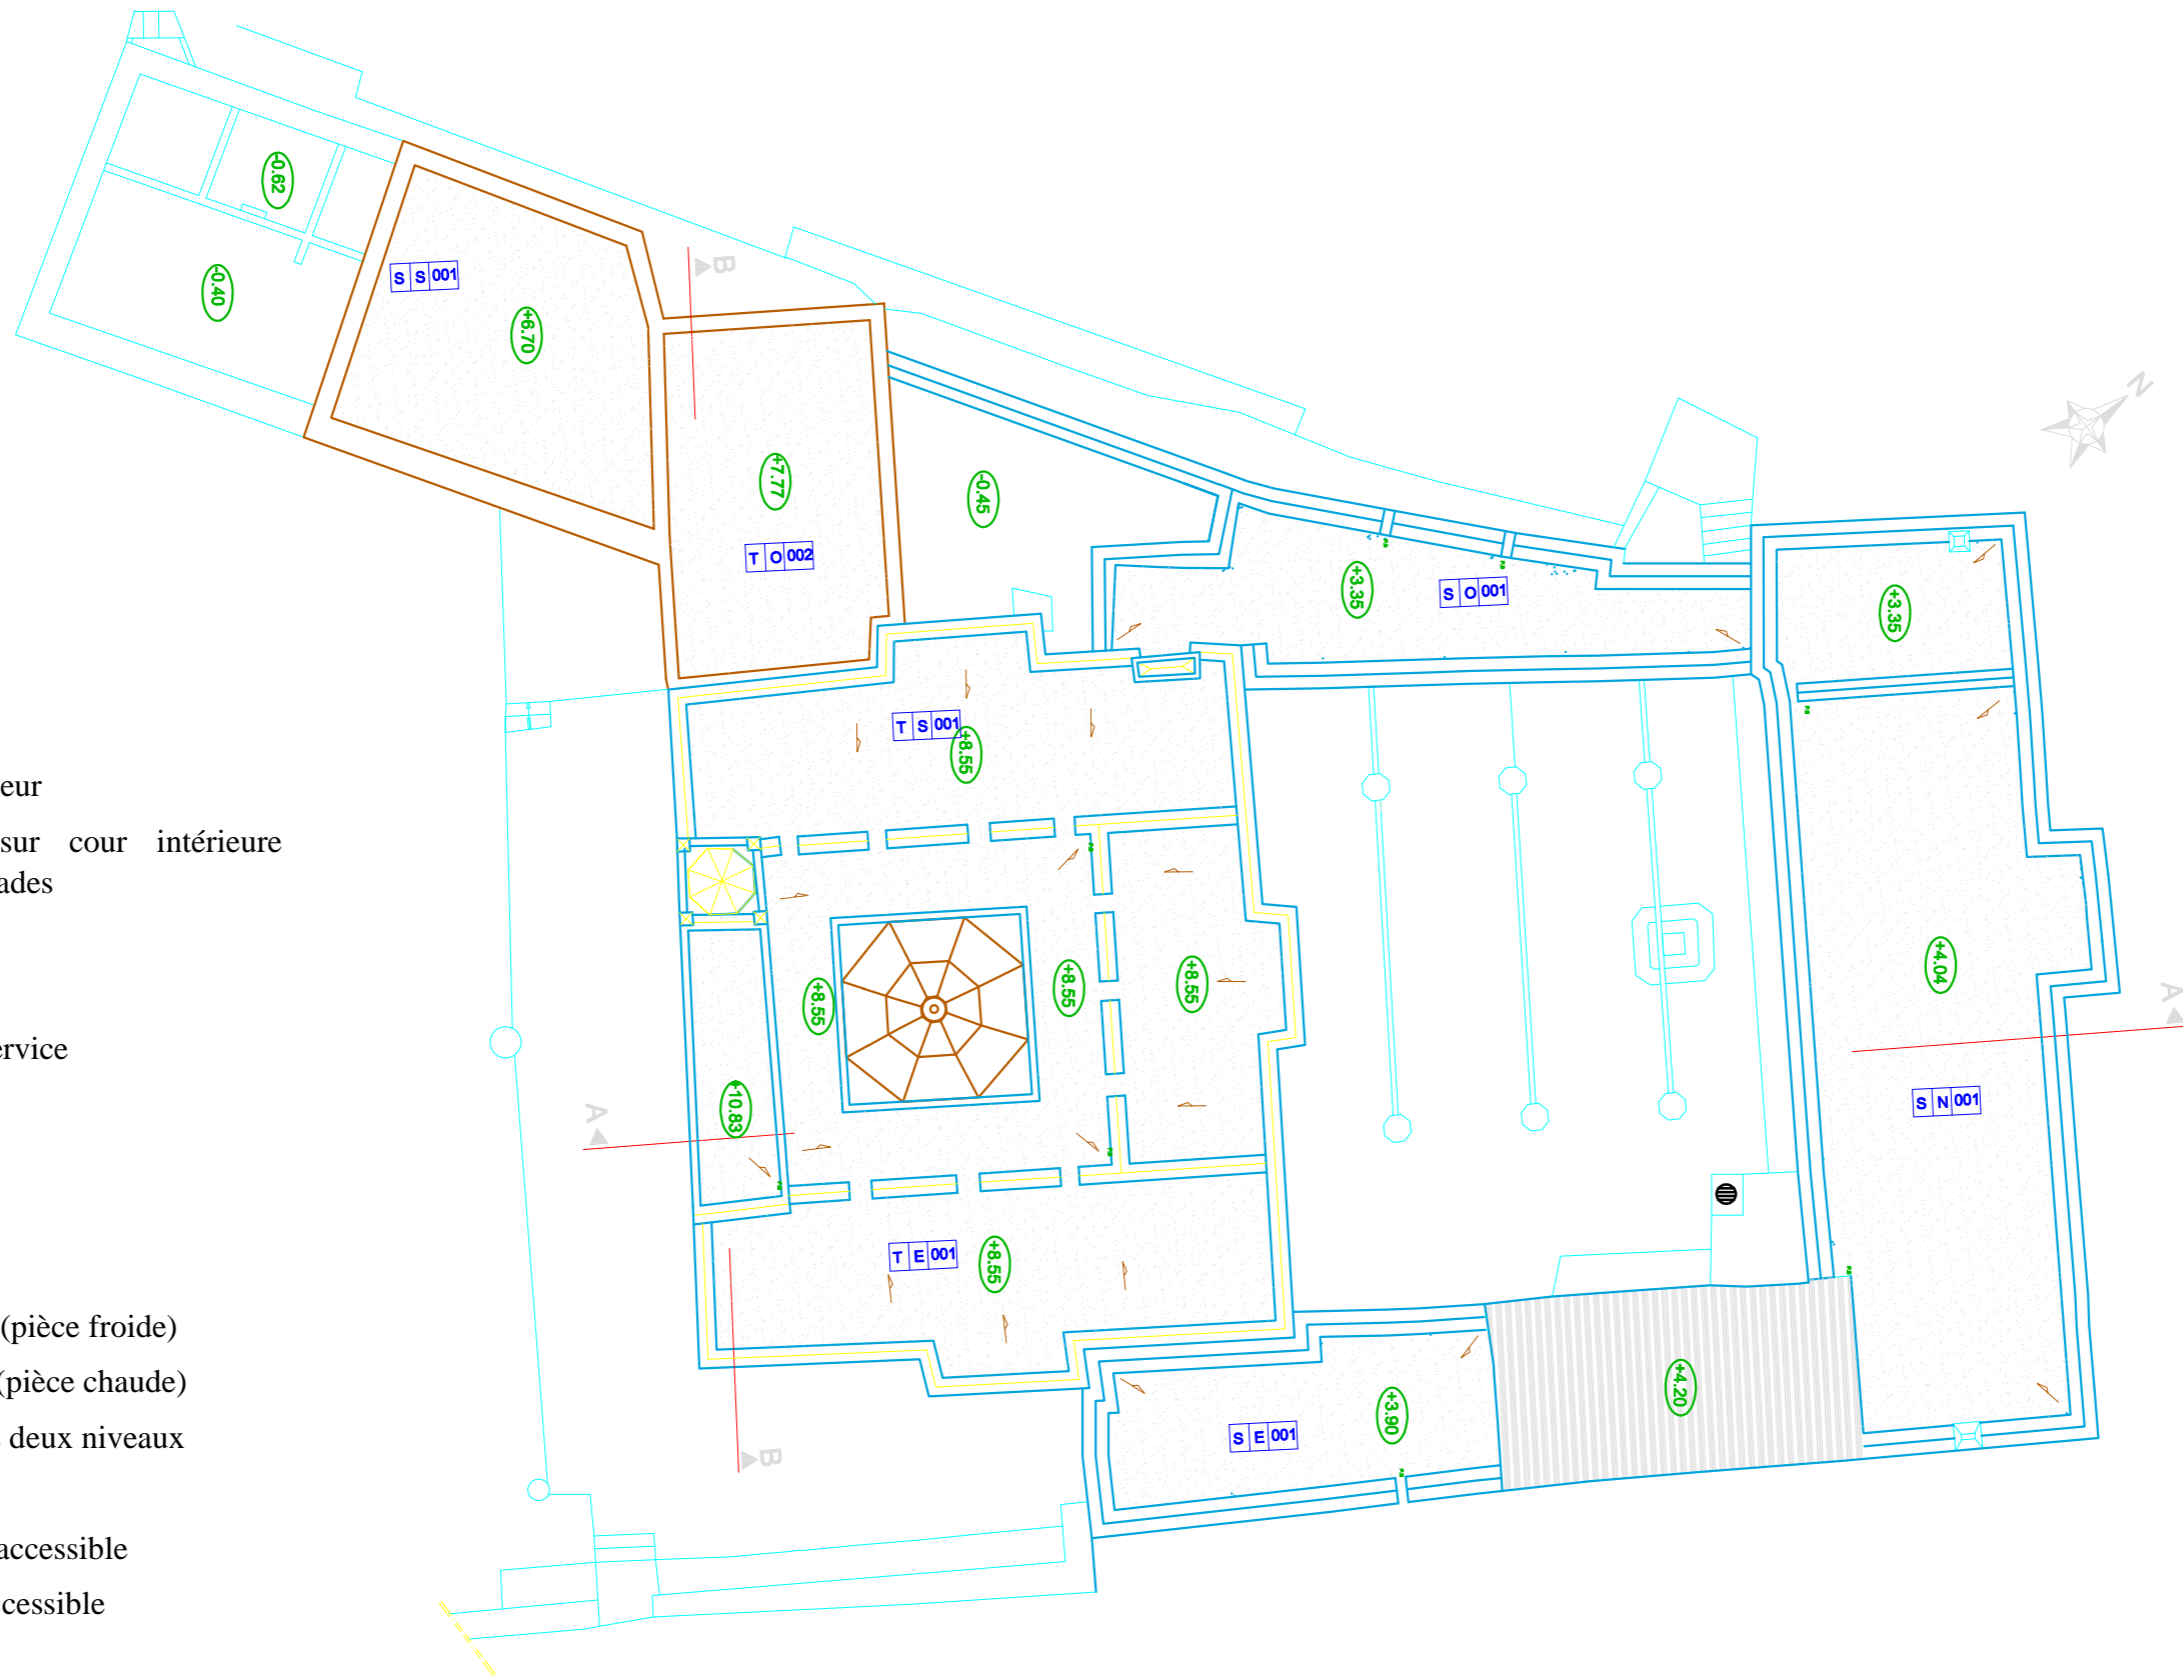 eur
sur cour intérieure
ades
ervice
(pièce froide)
(pièce chaude)
deux niveaux
accessible
cessible
-0.62
-0.40
S S 001
+6.70
B
+7.77
T O 002
-0.45
+3.35
S O 001
+3.35
N
T S 001
+8.55
+8.55
+8.55
+8.55
+10.83
+4.04
A
S N 001
A
T E 001
+8.55
B
S E 001
+3.90
+4.20